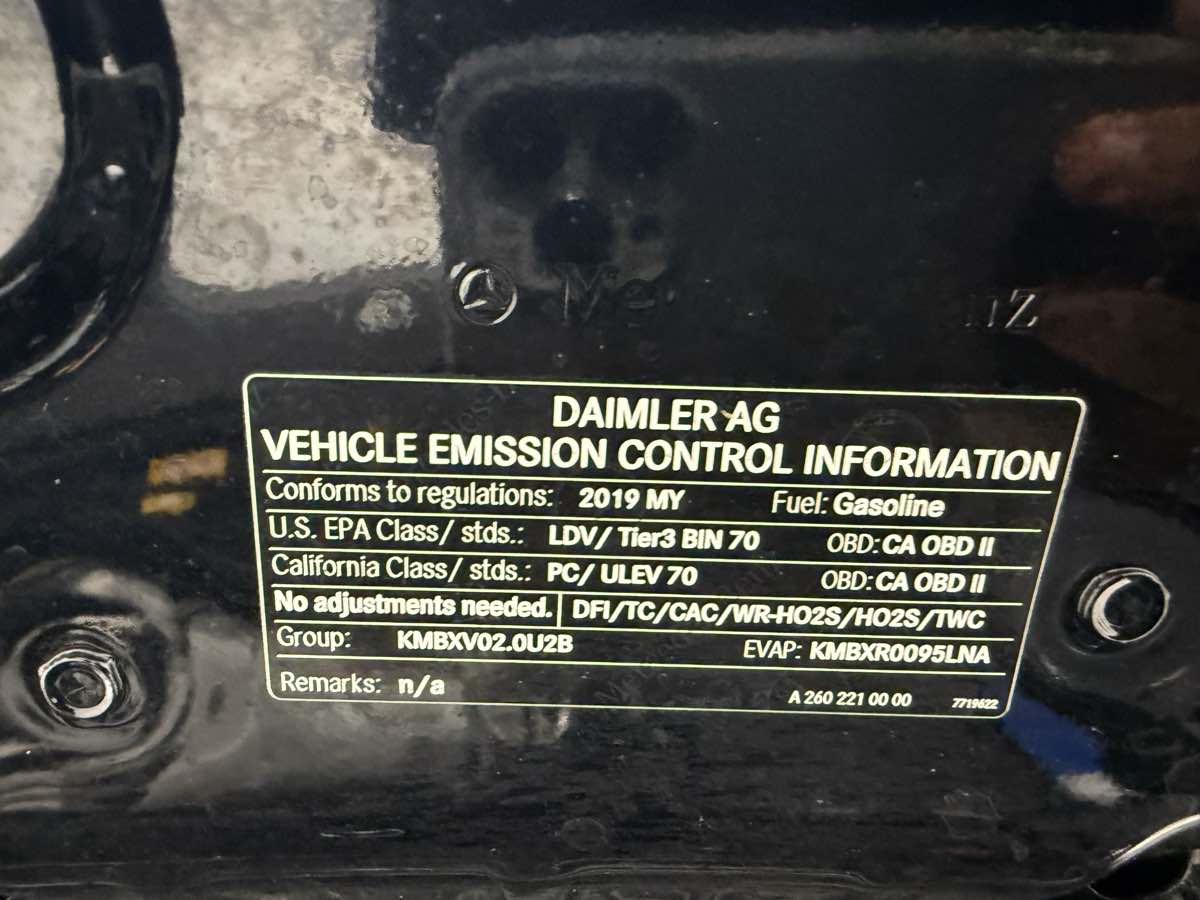 DAIMLER AG
VEHICLE EMISSION CONTROL INFORMATION
Conforms to regulations: 2019 MY Fuel: Gasoline
U.S. EPA Class/ stds.: LDV/ Tier3 BIN 70 OBD: CA OBD II
California Class/ stds.: PC/ ULEV 70 OBD: CA OBD II
No adjustments needed. DFI/TC/CAC/WR-HO2S/HO2S/TWC
Group: KMBXV02.0U2B EVAP: KMBXR0095LNA
Remarks: n/a A 260 221 00 00 7719622